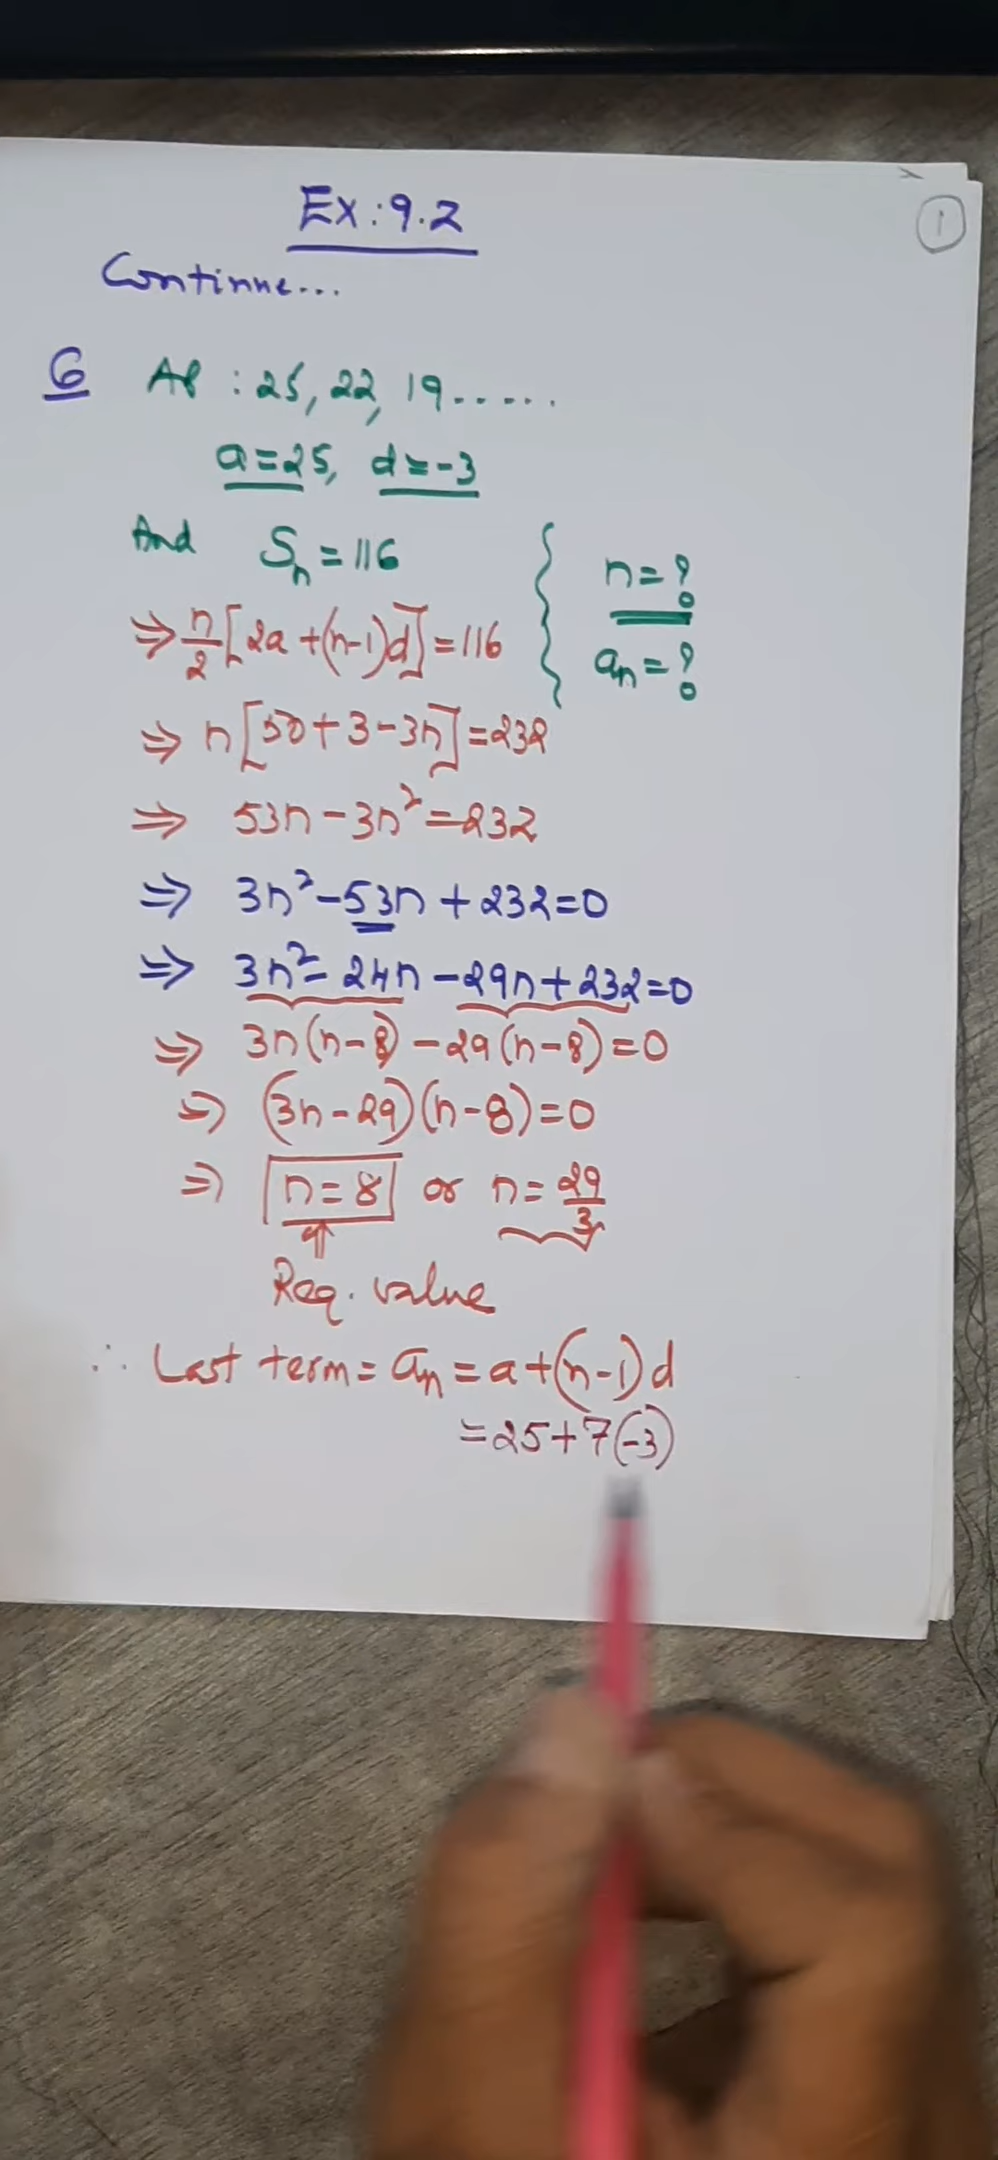 Ex: 9.2
1
Continue...
6 AP : 25, 22, 19.....
a=25, d=-3
And Sn = 116
n=?
⇒ n/2 [2a +(n-1)d] = 116
an = ?
⇒ n[50+3-3n] = 232
⇒ 53n - 3n² = 232
⇒ 3n² - 53n + 232 = 0
⇒ 3n² - 24n - 29n + 232 = 0
⇒ 3n(n-8) - 29(n-8) = 0
⇒ (3n-29)(n-8) = 0
⇒ n=8 or n = 29/3
Req. value
∴ Last term = an = a+(n-1)d
= 25+7(-3)